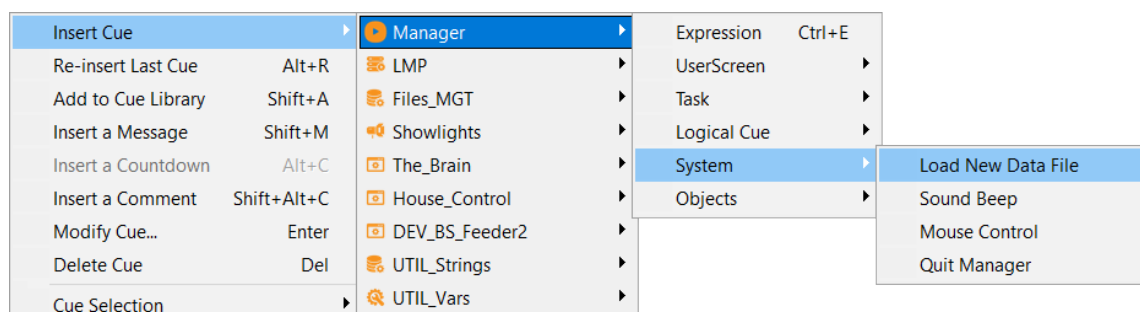 Insert Cue
Re-insert Last Cue Alt+R
Add to Cue Library Shift+A
Insert a Message Shift+M
Insert a Countdown Alt+C
Insert a Comment Shift+Alt+C
Modify Cue... Enter
Delete Cue Del
Cue Selection
Manager
LMP
Files_MGT
Showlights
The_Brain
House_Control
DEV_BS_Feeder2
UTIL_Strings
UTIL_Vars
Expression Ctrl+E
UserScreen
Task
Logical Cue
System
Objects
Load New Data File
Sound Beep
Mouse Control
Quit Manager